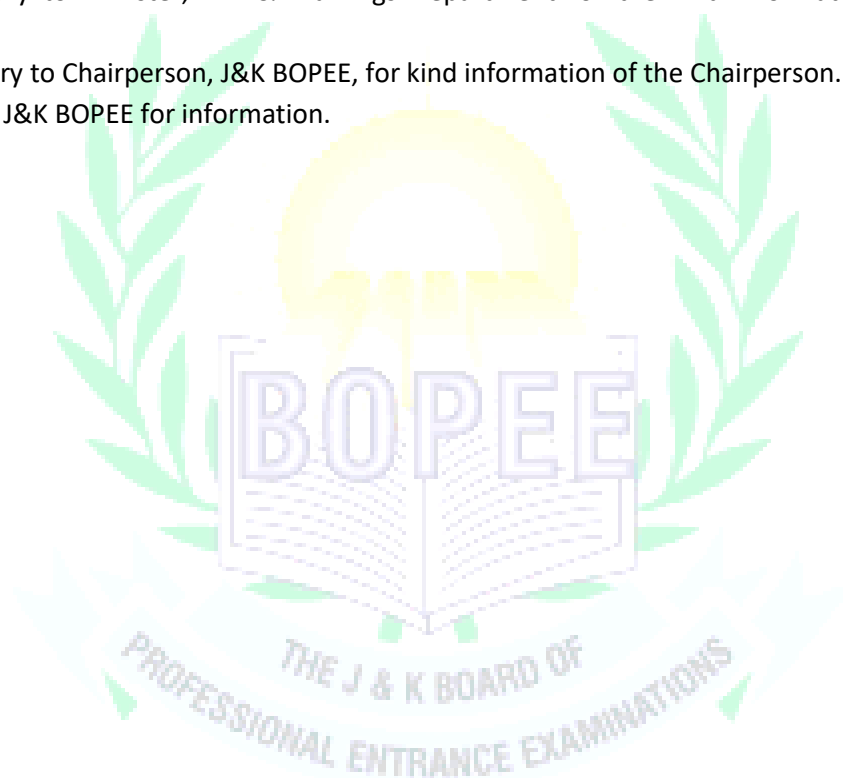 ry to Chairperson, J&K BOPEE, for kind information of the Chairperson.
J&K BOPEE for information.
BOPEE
THE J & K BOARD OF
PROFESSIONAL ENTRANCE EXAMINATIONS